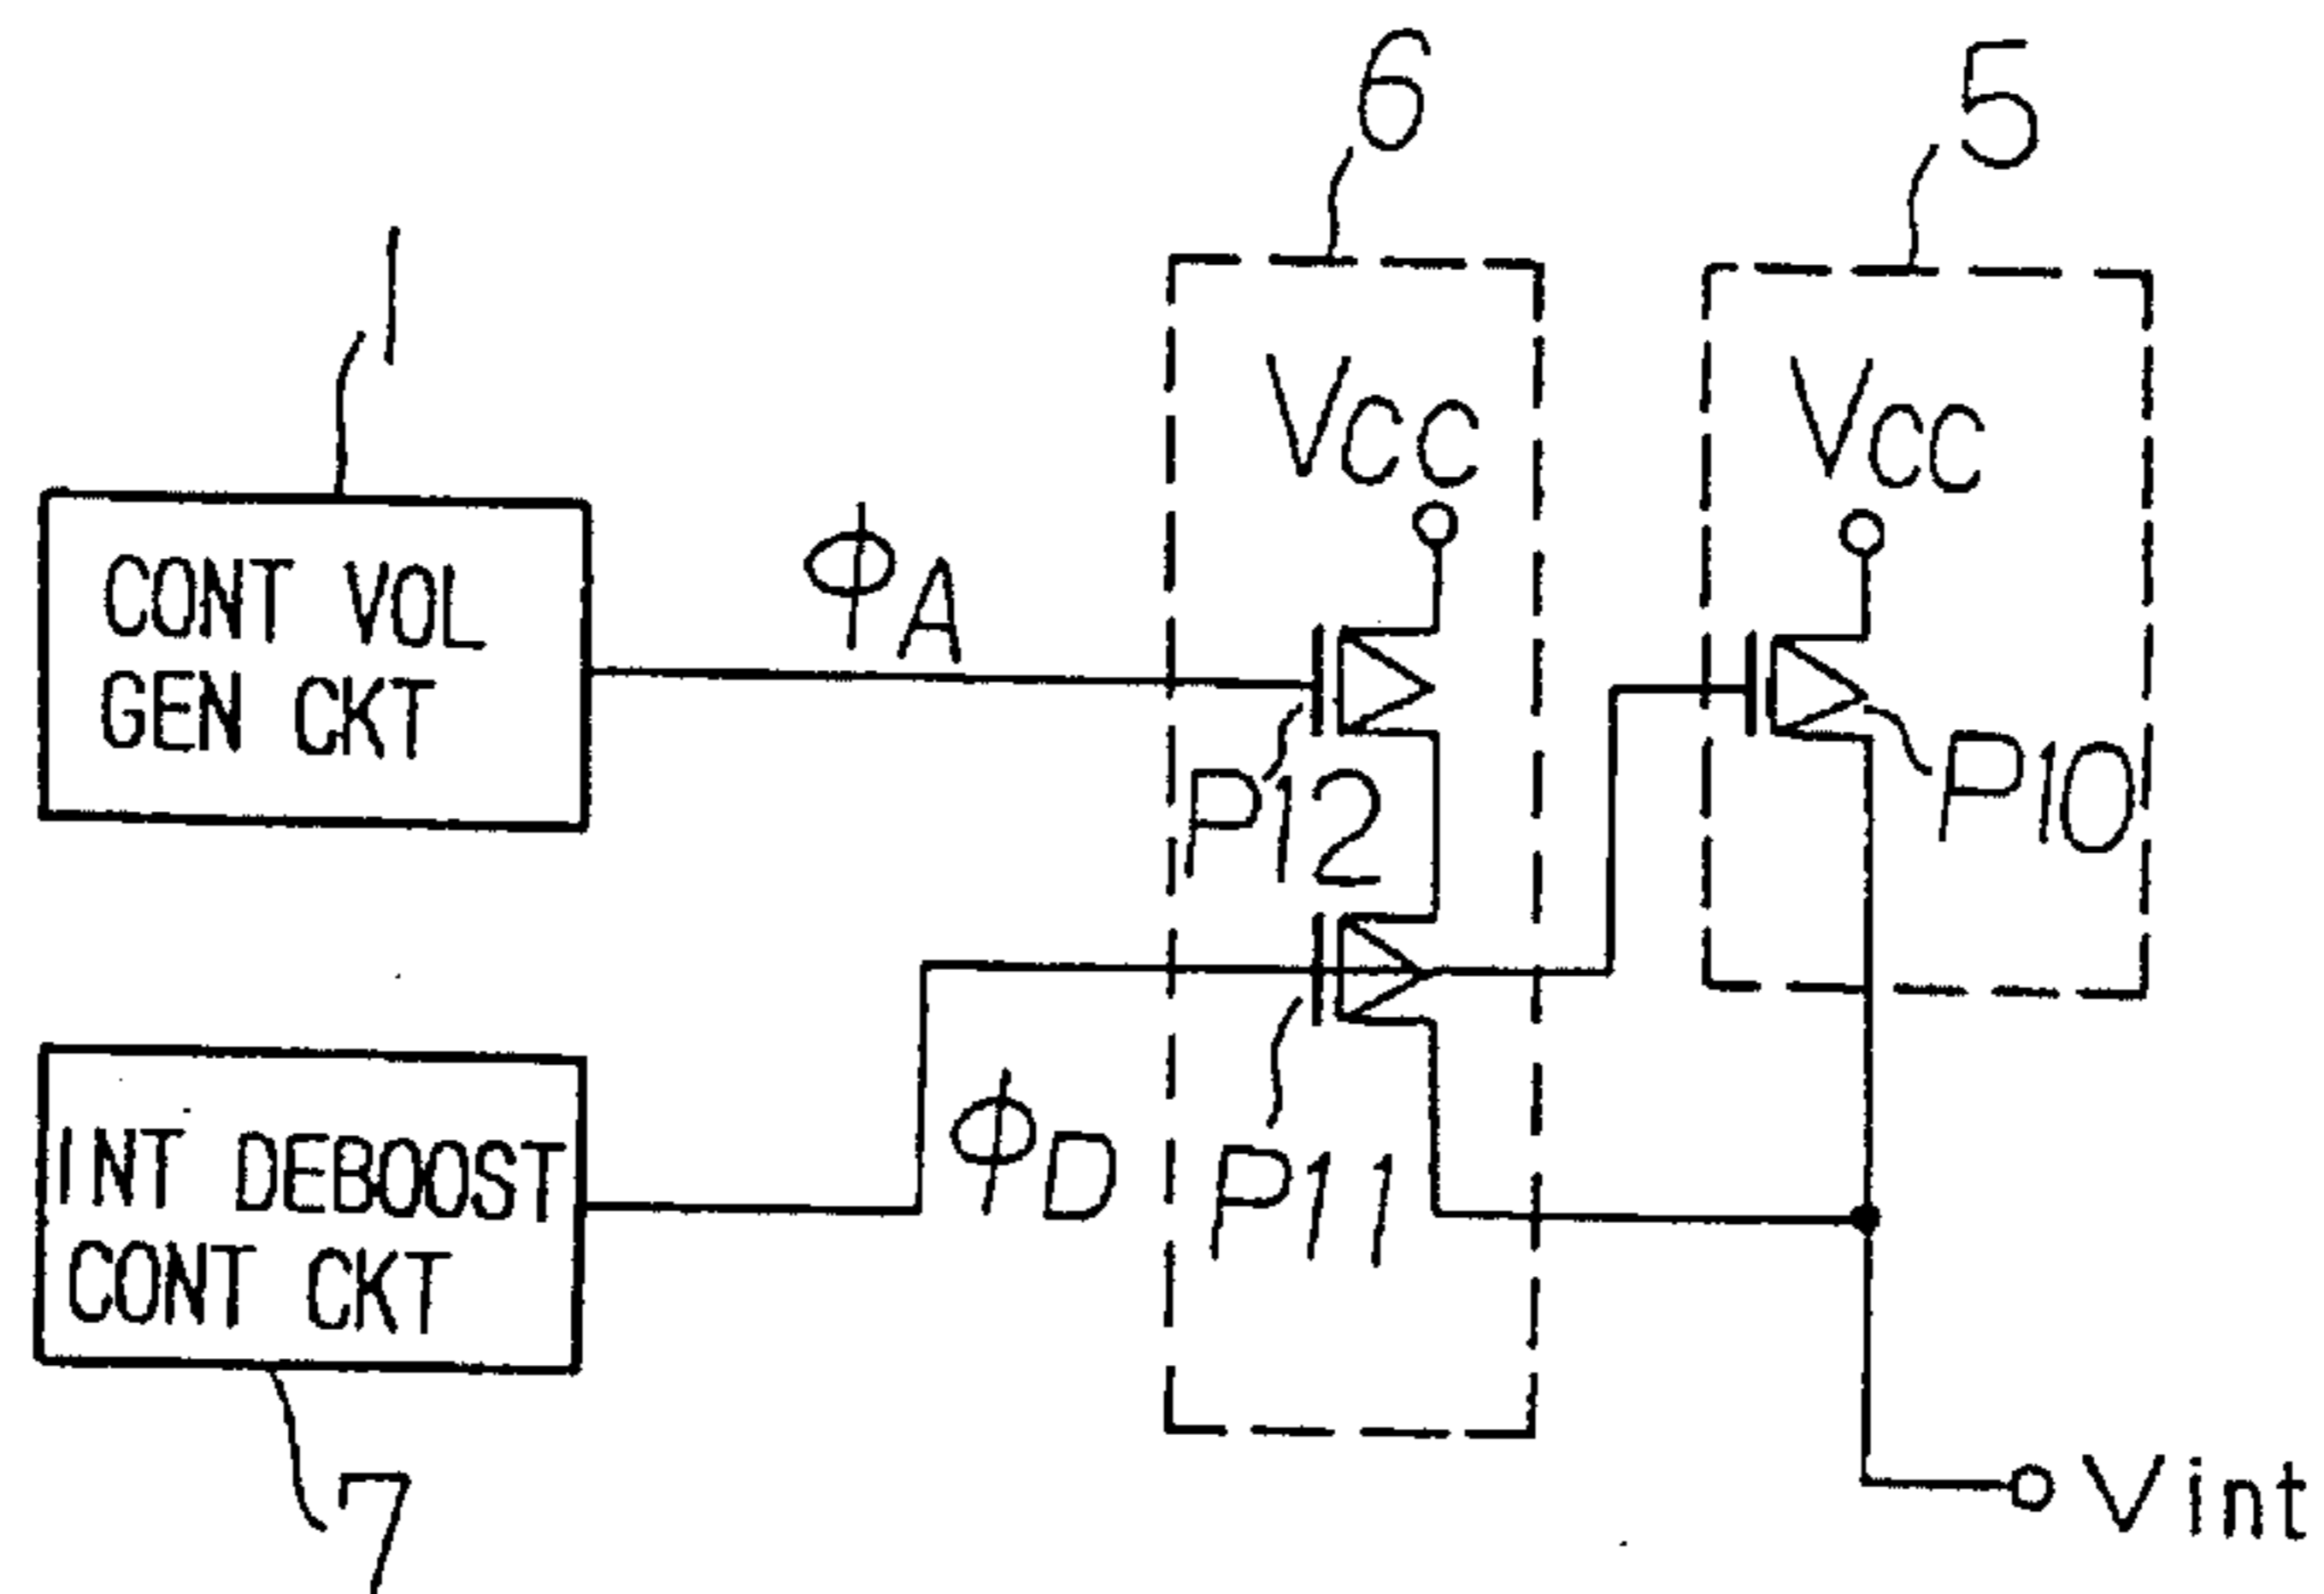 6
5
1
VCC
VCC
CONT VOL
GEN CKT
ϕA
P12
P10
INT DEBOOST
CONT CKT
ϕD
P11
7
Vint